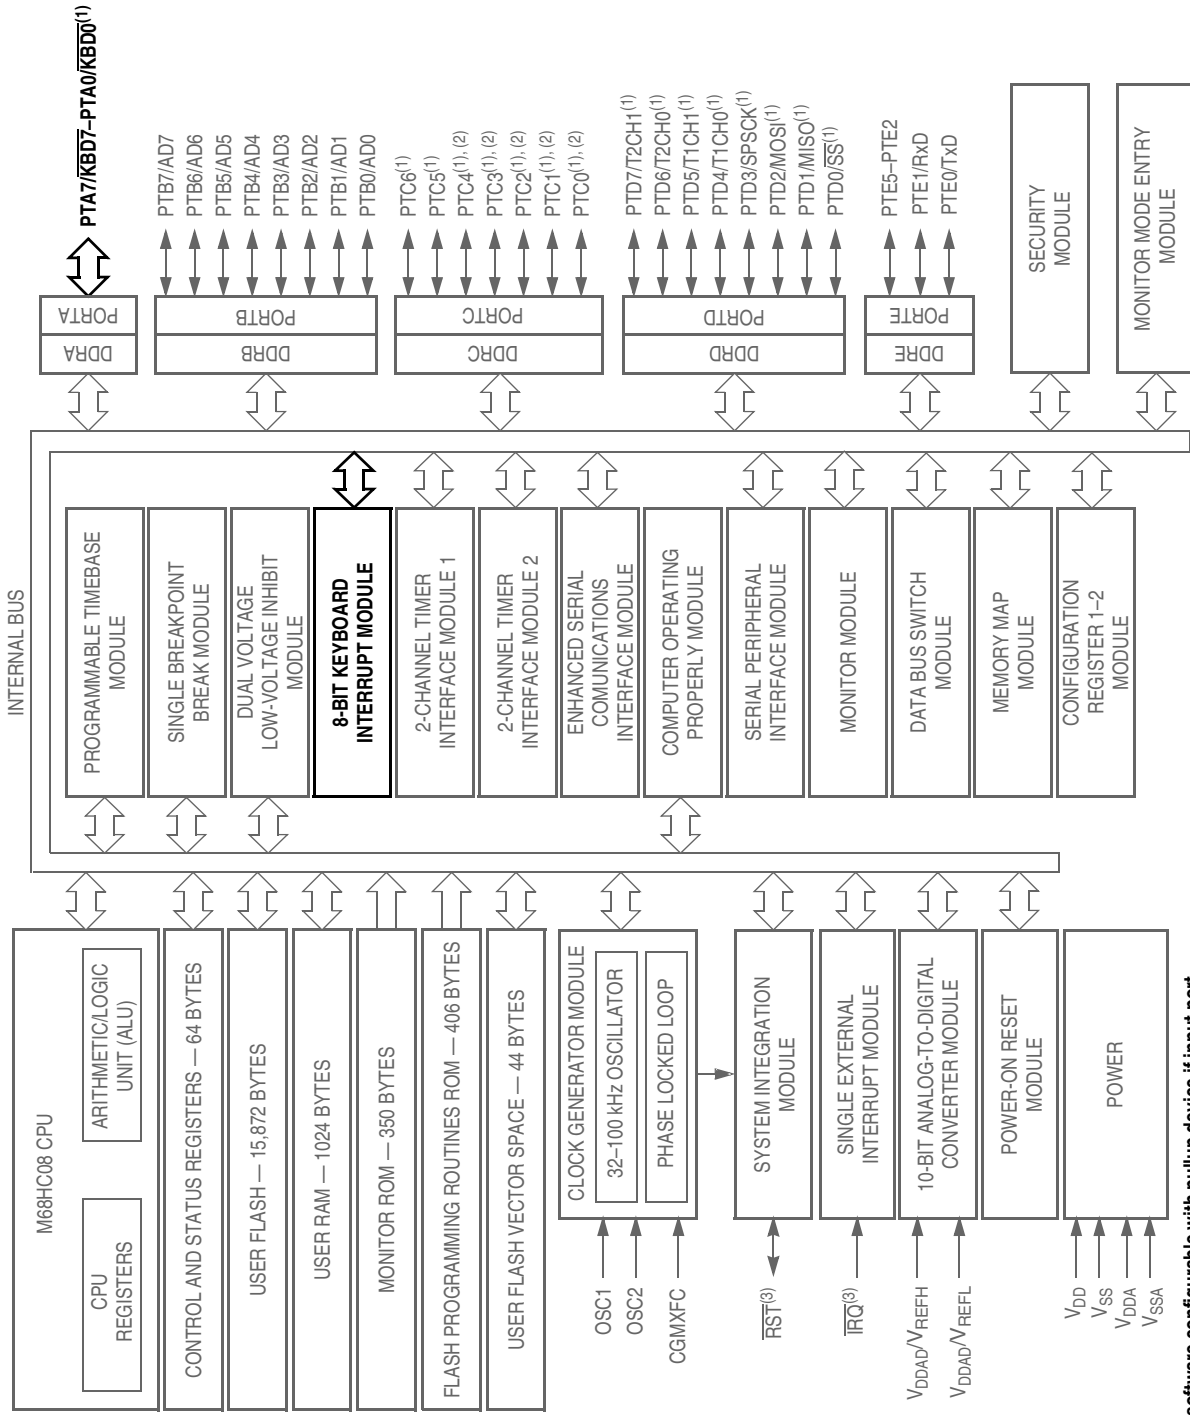 INTERNAL BUS
M68HC08 CPU
CPU
REGISTERS
ARITHMETIC/LOGIC
UNIT (ALU)
CONTROL AND STATUS REGISTERS — 64 BYTES
USER FLASH — 15,872 BYTES
USER RAM — 1024 BYTES
MONITOR ROM — 350 BYTES
FLASH PROGRAMMING ROUTINES ROM — 406 BYTES
USER FLASH VECTOR SPACE — 44 BYTES
CLOCK GENERATOR MODULE
32–100 kHz OSCILLATOR
PHASE LOCKED LOOP
OSC1
OSC2
CGMXFC
SYSTEM INTEGRATION
MODULE
RST(3)
SINGLE EXTERNAL
INTERRUPT MODULE
IRQ(3)
10-BIT ANALOG-TO-DIGITAL
CONVERTER MODULE
VDDAD/VREFH
VDDAD/VREFL
POWER-ON RESET
MODULE
POWER
VDD
VSS
VDDA
VSSA
PROGRAMMABLE TIMEBASE
MODULE
SINGLE BREAKPOINT
BREAK MODULE
DUAL VOLTAGE
LOW-VOLTAGE INHIBIT
MODULE
8-BIT KEYBOARD
INTERRUPT MODULE
2-CHANNEL TIMER
INTERFACE MODULE 1
2-CHANNEL TIMER
INTERFACE MODULE 2
ENHANCED SERIAL
COMUNICATIONS
INTERFACE MODULE
COMPUTER OPERATING
PROPERLY MODULE
SERIAL PERIPHERAL
INTERFACE MODULE
MONITOR MODULE
DATA BUS SWITCH
MODULE
MEMORY MAP
MODULE
CONFIGURATION
REGISTER 1–2
MODULE
DDRA
PORTA
PTA7/KBD7–PTA0/KBD0(1)
DDRB
PORTB
PTB7/AD7
PTB6/AD6
PTB5/AD5
PTB4/AD4
PTB3/AD3
PTB2/AD2
PTB1/AD1
PTB0/AD0
DDRC
PORTC
PTC6(1)
PTC5(1)
PTC4(1), (2)
PTC3(1), (2)
PTC2(1), (2)
PTC1(1), (2)
PTC0(1), (2)
DDRD
PORTD
PTD7/T2CH1(1)
PTD6/T2CH0(1)
PTD5/T1CH1(1)
PTD4/T1CH0(1)
PTD3/SPSCK(1)
PTD2/MOSI(1)
PTD1/MISO(1)
PTD0/SS(1)
DDRE
PORTE
PTE5–PTE2
PTE1/RxD
PTE0/TxD
SECURITY
MODULE
MONITOR MODE ENTRY
MODULE
software configurable with pullup device if input port